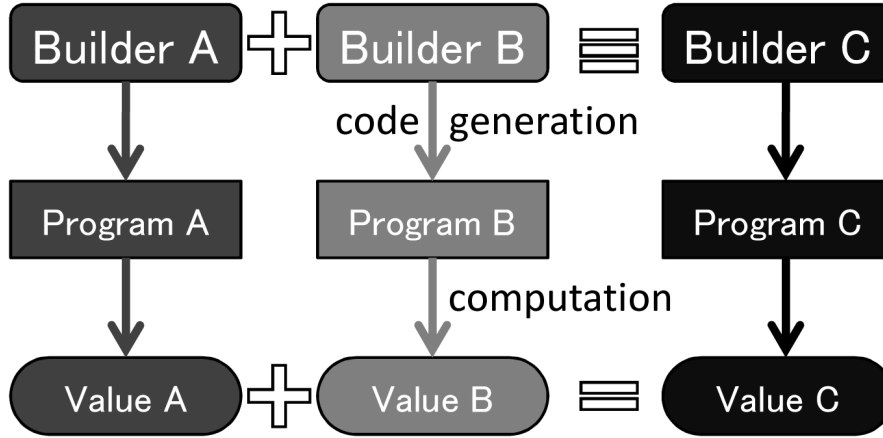 Builder A + Builder B ≡ Builder C
code generation
Program A Program B Program C
computation
Value A + Value B = Value C